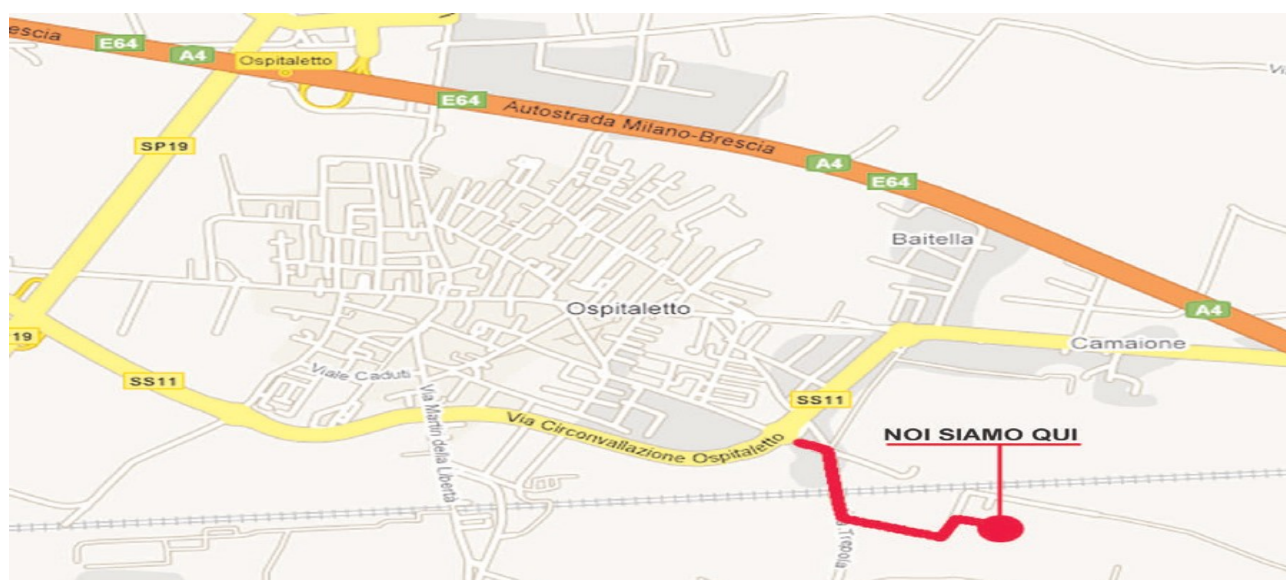 escia
E64
A4
Ospitaletto
E64
Autostrada Milano-Brescia
SP19
A4
E64
Baitella
Ospitaletto
A4
19
Camaione
Viale Caduti
SS11
Via Martiri della Libertà
SS11
Via Circonvallazione Ospitaletto
NOI SIAMO QUI
Trepola